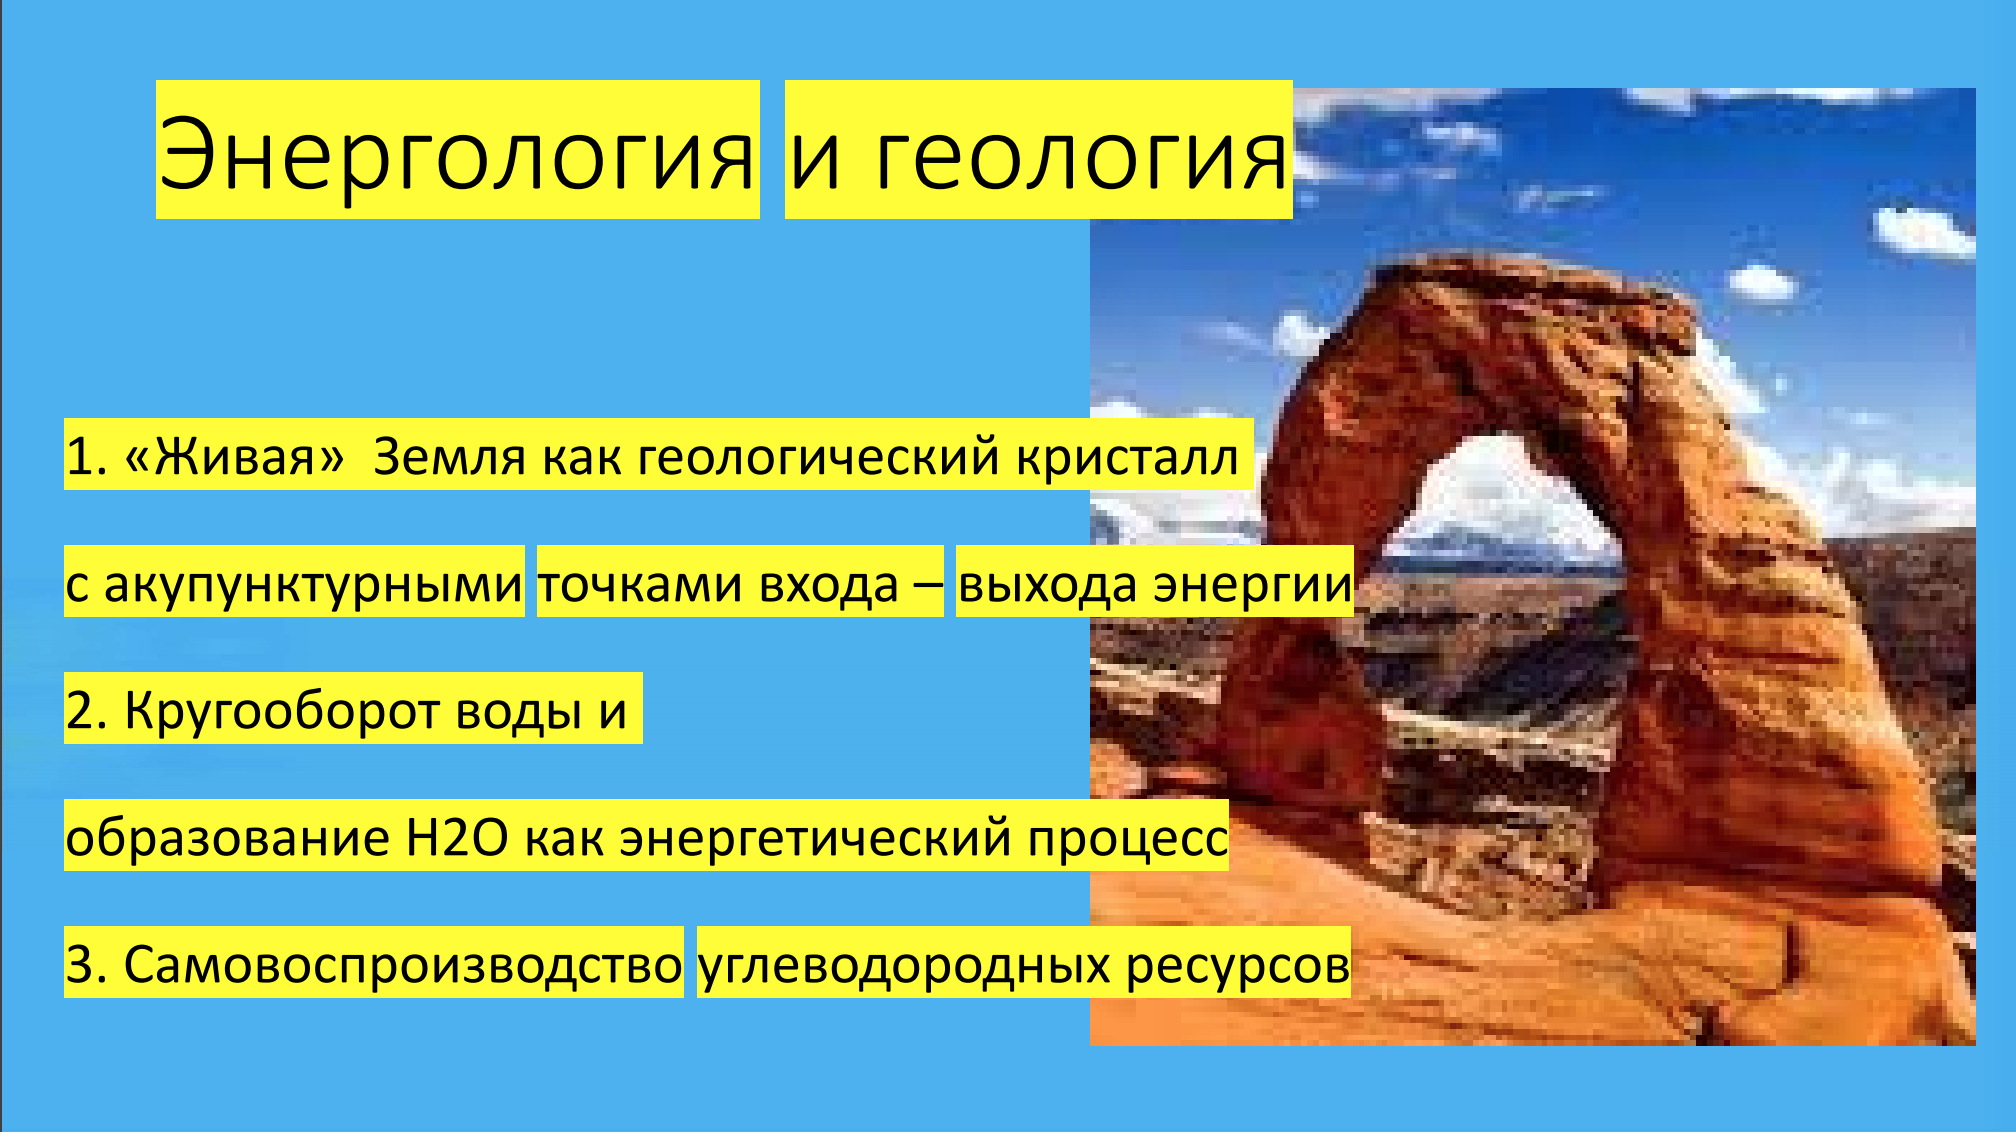 Энергология и геология
1. «Живая»  Земля как геологический кристалл
с акупунктурными точками входа – выхода энергии
2. Кругооборот воды и
образование Н2О как энергетический процесс
3. Самовоспроизводство углеводородных ресурсов